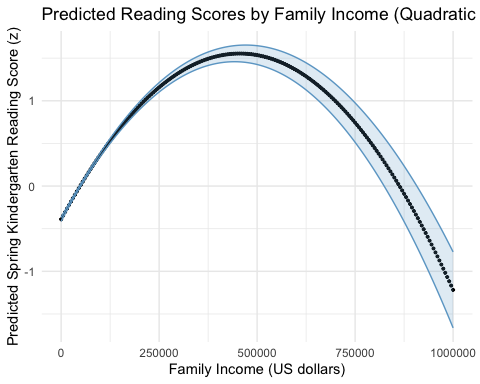 Predicted Reading Scores by Family Income (Quadratic
Predicted Spring Kindergarten Reading Score (z)
1
0
-1
0
250000
500000
750000
1000000
Family Income (US dollars)